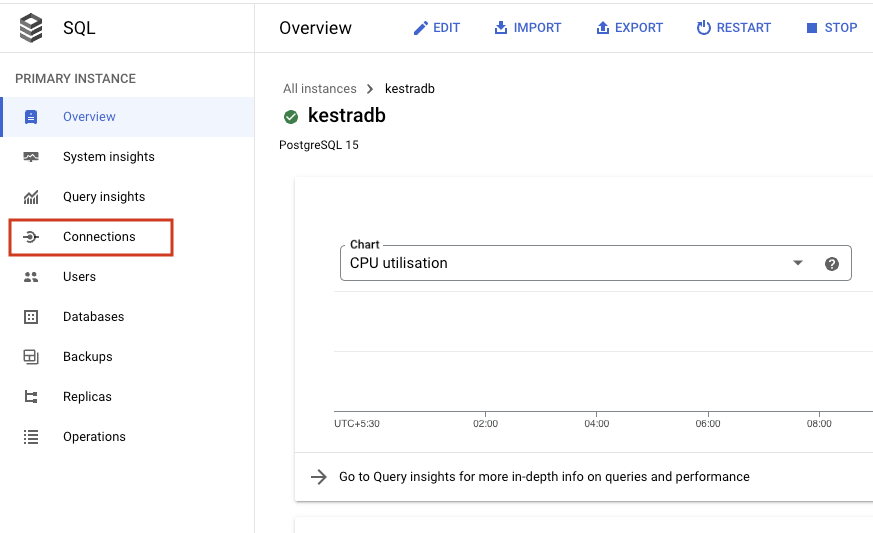 SQL
Overview
EDIT
IMPORT
EXPORT
RESTART
STOP
PRIMARY INSTANCE
Overview
System insights
Query insights
Connections
Users
Databases
Backups
Replicas
Operations
All instances
kestradb
kestradb
PostgreSQL 15
Chart
CPU utilisation
UTC+5:30
02:00
04:00
06:00
08:00
Go to Query insights for more in-depth info on queries and performance